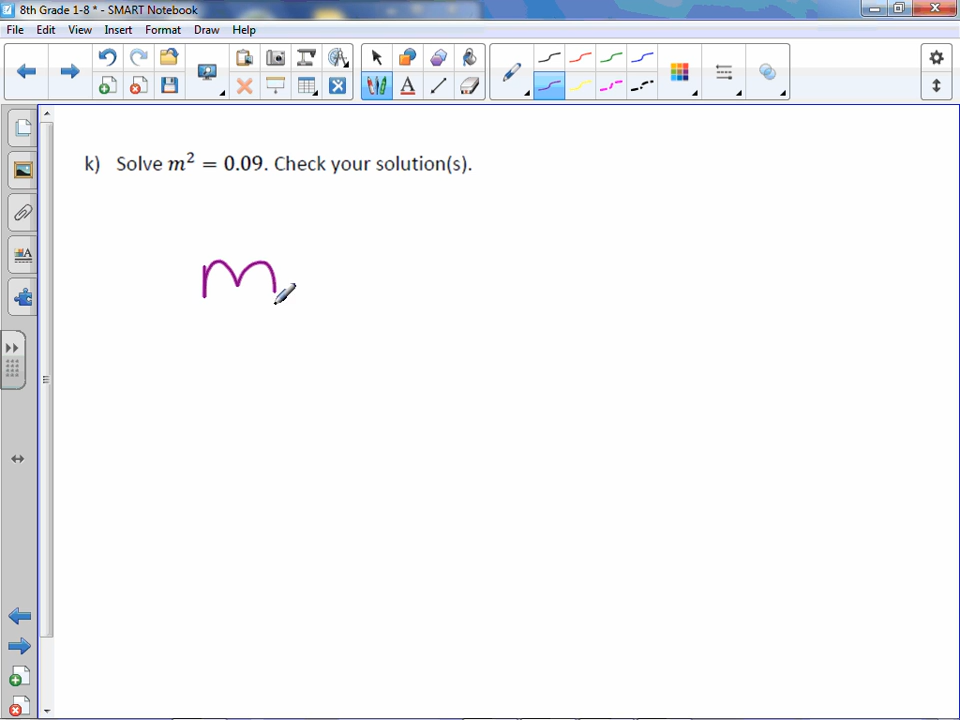 8th Grade 1-8 * - SMART Notebook
File Edit View Insert Format Draw Help
k) Solve m² = 0.09. Check your solution(s).
m